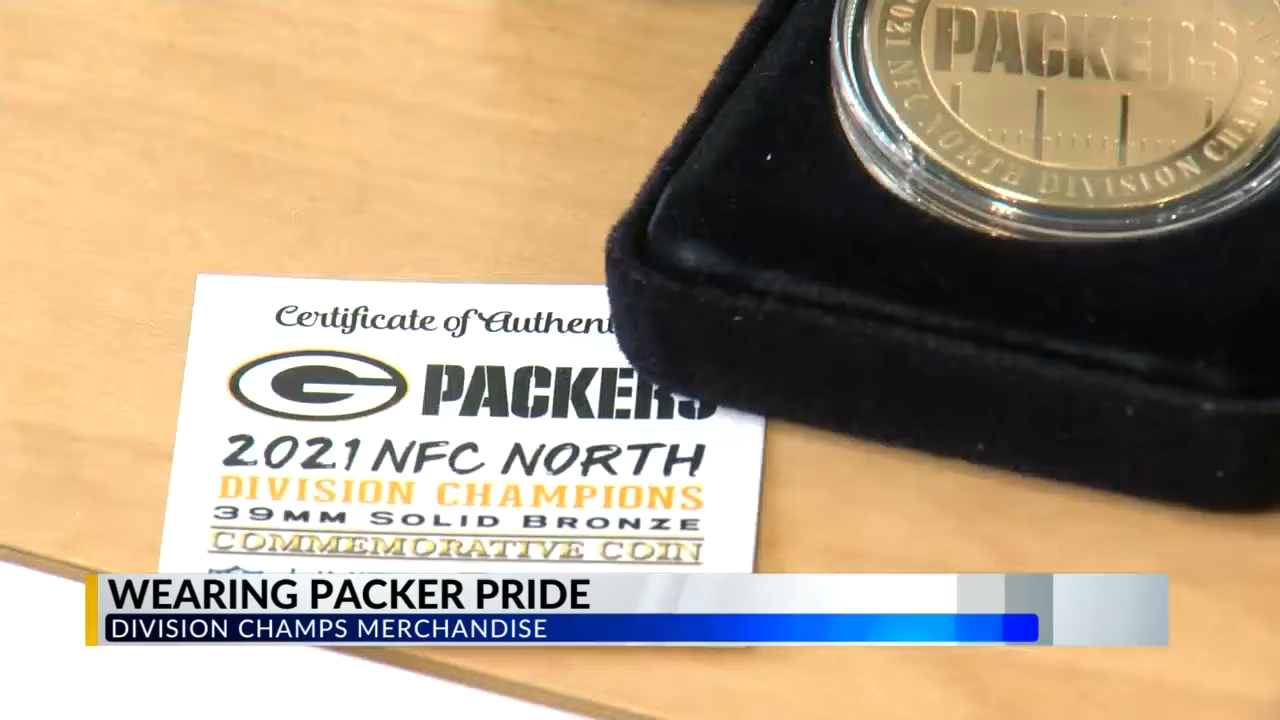 PACKERS
2021 NFC NORTH DIVISION CHAMP
Certificate of Authent
G PACKERS
2021 NFC NORTH
DIVISION CHAMPIONS
39MM SOLID BRONZE
COMMEMORATIVE COIN
WEARING PACKER PRIDE
DIVISION CHAMPS MERCHANDISE